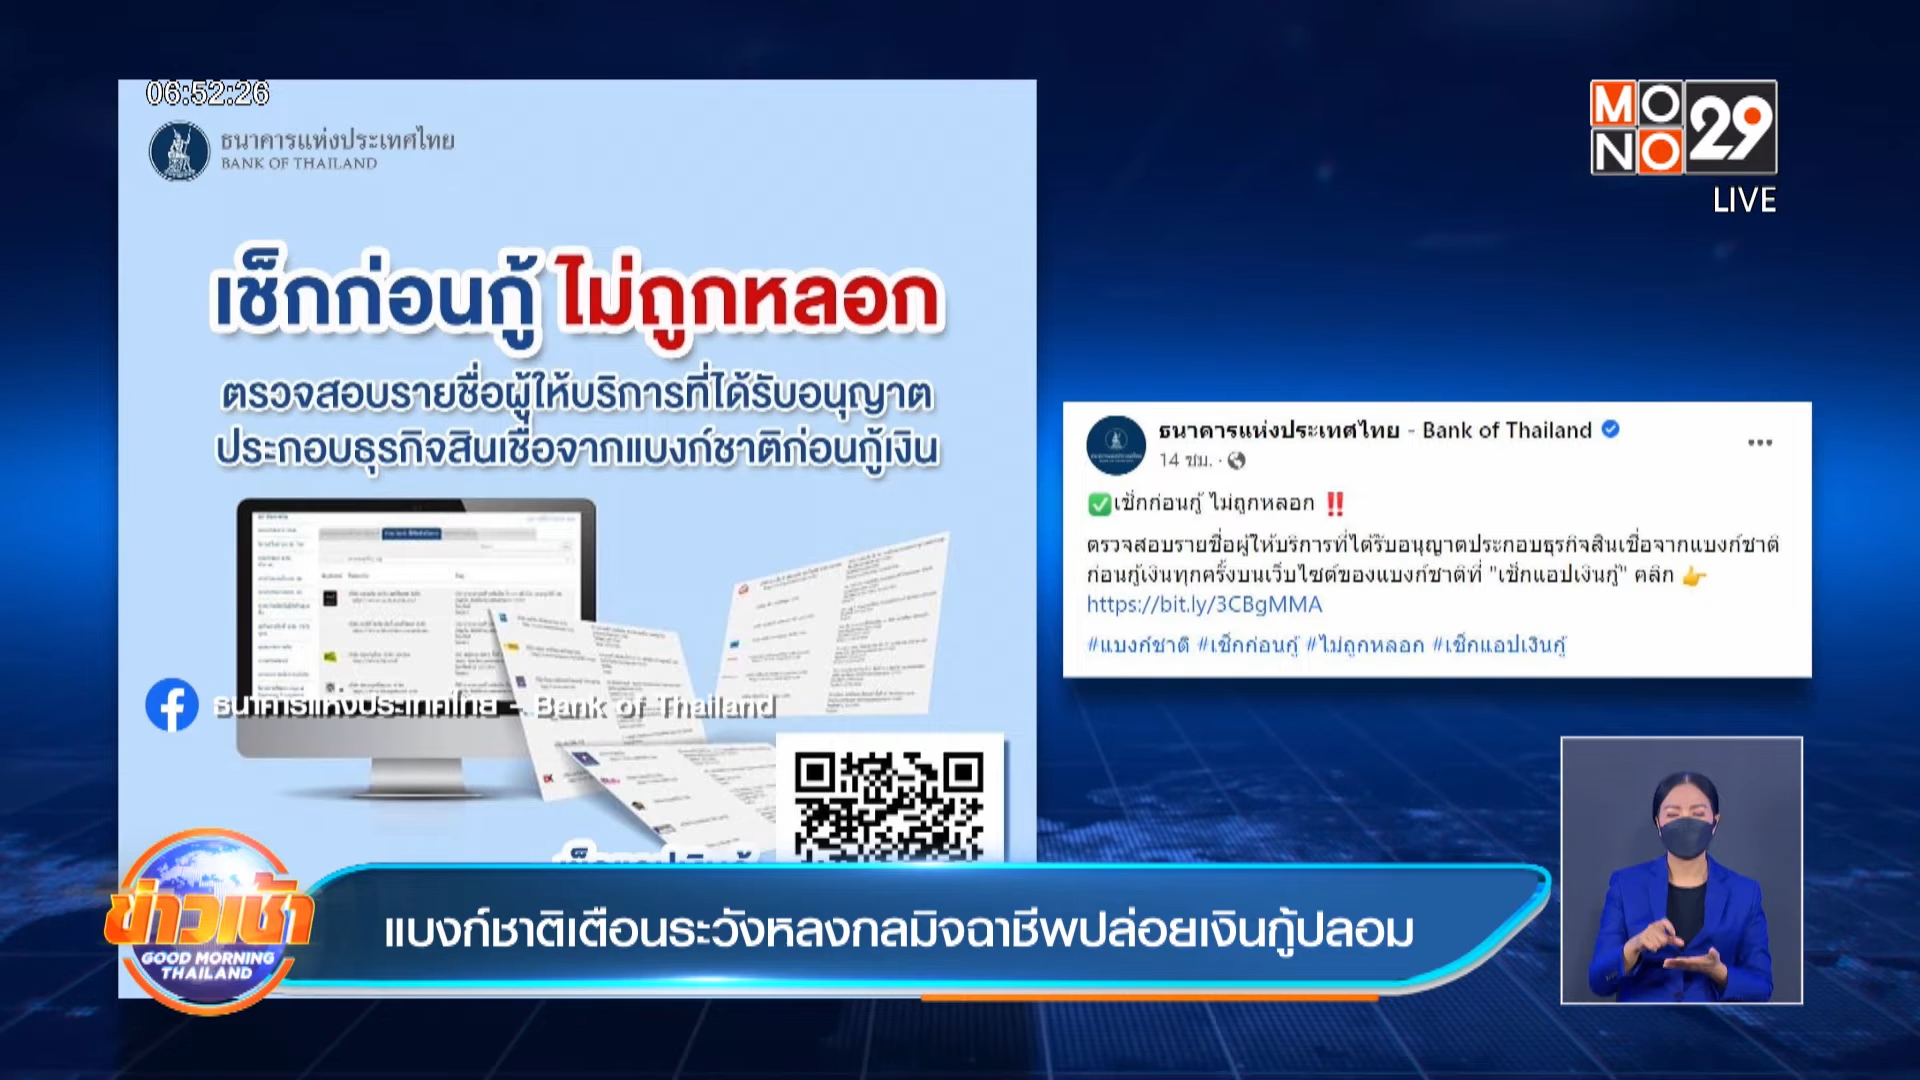 06:52:26
ธนาคารแห่งประเทศไทย
BANK OF THAILAND
MONO 29
LIVE
เช็กก่อนกู้ ไม่ถูกหลอก
ตรวจสอบรายชื่อผู้ให้บริการที่ได้รับอนุญาต
ประกอบธุรกิจสินเชื่อจากแบงก์ชาติก่อนกู้เงิน
ธนาคารแห่งประเทศไทย - Bank of Thailand
14 ชม.
✅เช็กก่อนกู้ ไม่ถูกหลอก ‼️
ตรวจสอบรายชื่อผู้ให้บริการที่ได้รับอนุญาตประกอบธุรกิจสินเชื่อจากแบงก์ชาติ
ก่อนกู้เงินทุกครั้งบนเว็บไซต์ของแบงก์ชาติที่ "เช็กแอปเงินกู้" คลิก 👉
https://bit.ly/3CBgMMA
#แบงก์ชาติ #เช็กก่อนกู้ #ไม่ถูกหลอก #เช็กแอปเงินกู้
ธนาคารแห่งประเทศไทย - Bank of Thailand
ข่าวเช้า
GOOD MORNING
THAILAND
แบงก์ชาติเตือนระวังหลงกลมิจฉาชีพปล่อยเงินกู้ปลอม